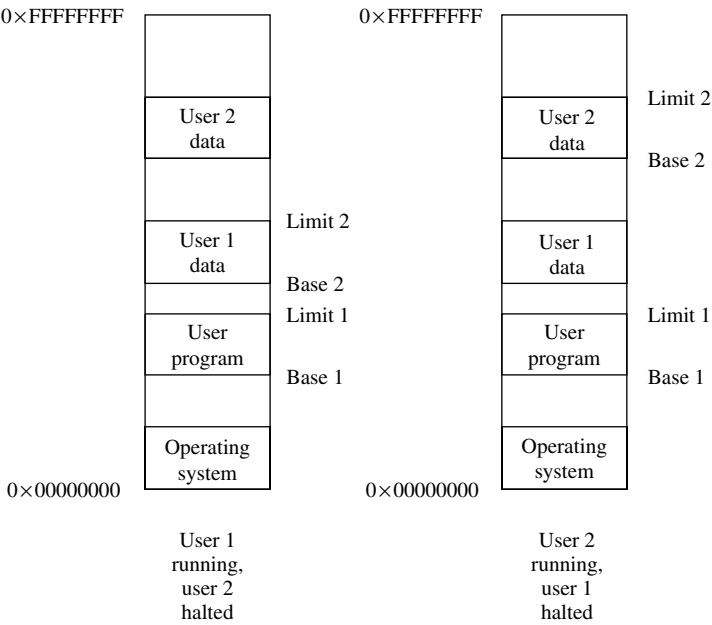 0×FFFFFFFF
User 2
data
Limit 2
User 1
data
Base 2
Limit 1
User
program
Base 1
Operating
system
0×00000000
User 1
running,
user 2
halted
0×FFFFFFFF
Limit 2
User 2
data
Base 2
User 1
data
Limit 1
User
program
Base 1
Operating
system
0×00000000
User 2
running,
user 1
halted